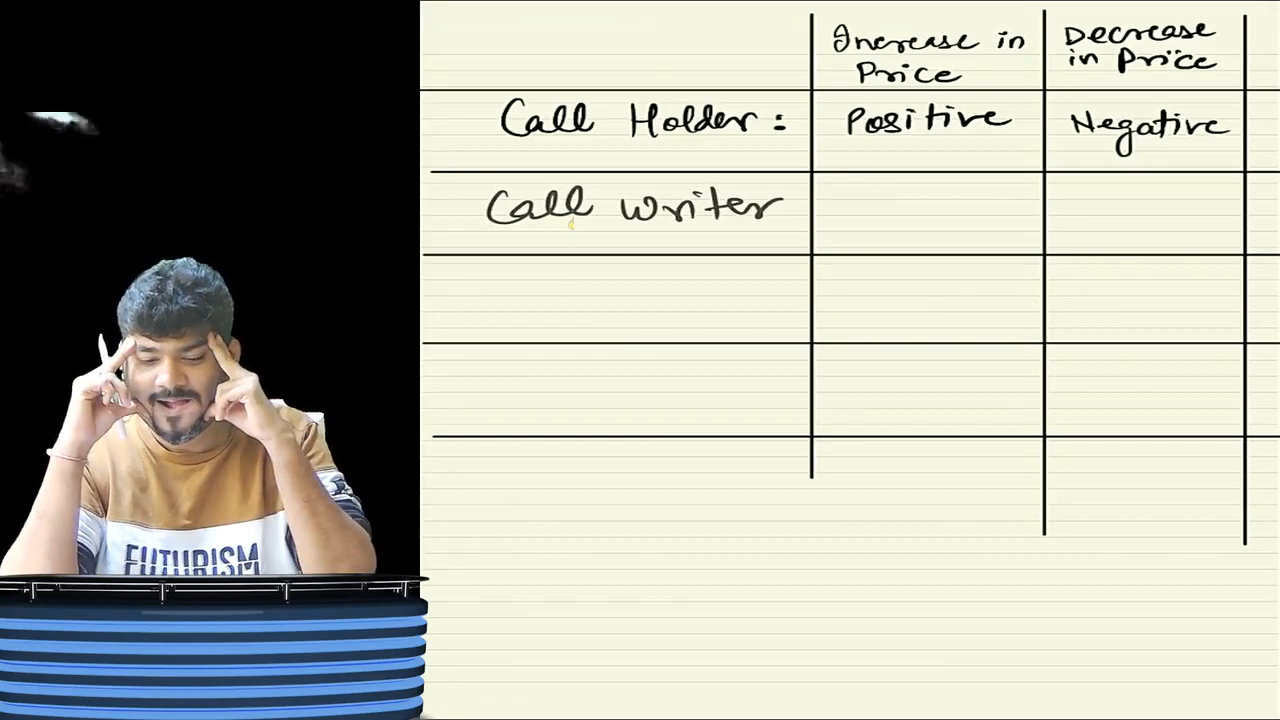 Increase in
Price
Decrease
in Price
Call Holder :
Positive
Negative
Call writer
FUTURISM